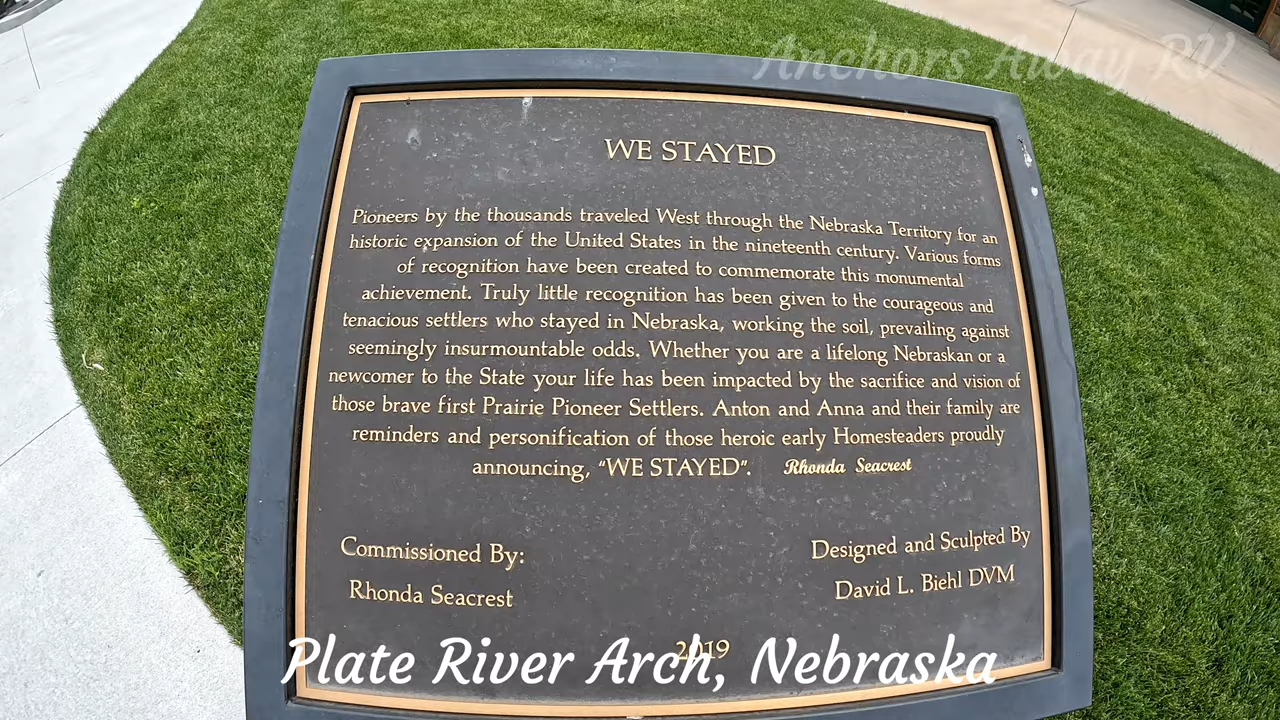 Anchors Away RV
WE STAYED
Pioneers by the thousands traveled West through the Nebraska Territory for an
historic expansion of the United States in the nineteenth century. Various forms
of recognition have been created to commemorate this monumental
achievement. Truly little recognition has been given to the courageous and
tenacious settlers who stayed in Nebraska, working the soil, prevailing against
seemingly insurmountable odds. Whether you are a lifelong Nebraskan or a
newcomer to the State your life has been impacted by the sacrifice and vision of
those brave first Prairie Pioneer Settlers. Anton and Anna and their family are
reminders and personification of those heroic early Homesteaders proudly
announcing, “WE STAYED”. Rhonda Seacrest
Commissioned By:
Rhonda Seacrest
Designed and Sculpted By
David L. Biehl DVM
2019
Plate River Arch, Nebraska